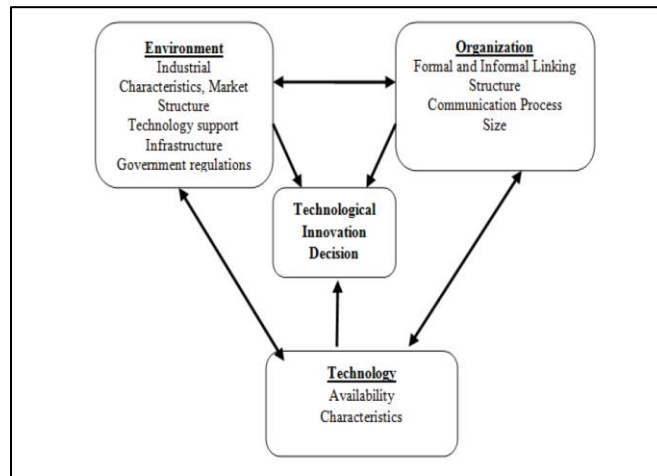 Environment
Industrial
Characteristics, Market
Structure
Technology support
Infrastructure
Government regulations
Organization
Formal and Informal Linking
Structure
Communication Process
Size
Technological
Innovation
Decision
Technology
Availability
Characteristics